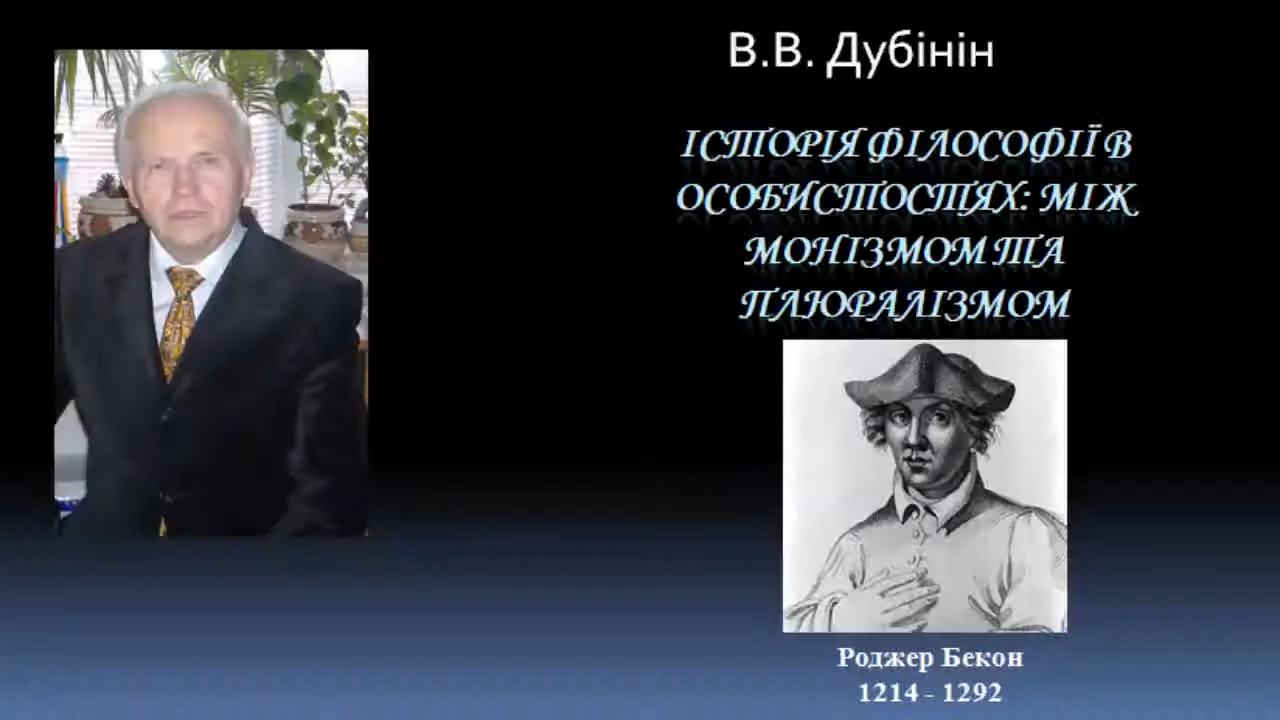 В.В. Дубінін
ІСТОРІЯ ФІЛОСОФІЇ В
ОСОБИСТОСТЯХ: МІЖ
МОНІЗМОМ ТА
ПЛЮРАЛІЗМОМ
Роджер Бекон
1214 - 1292